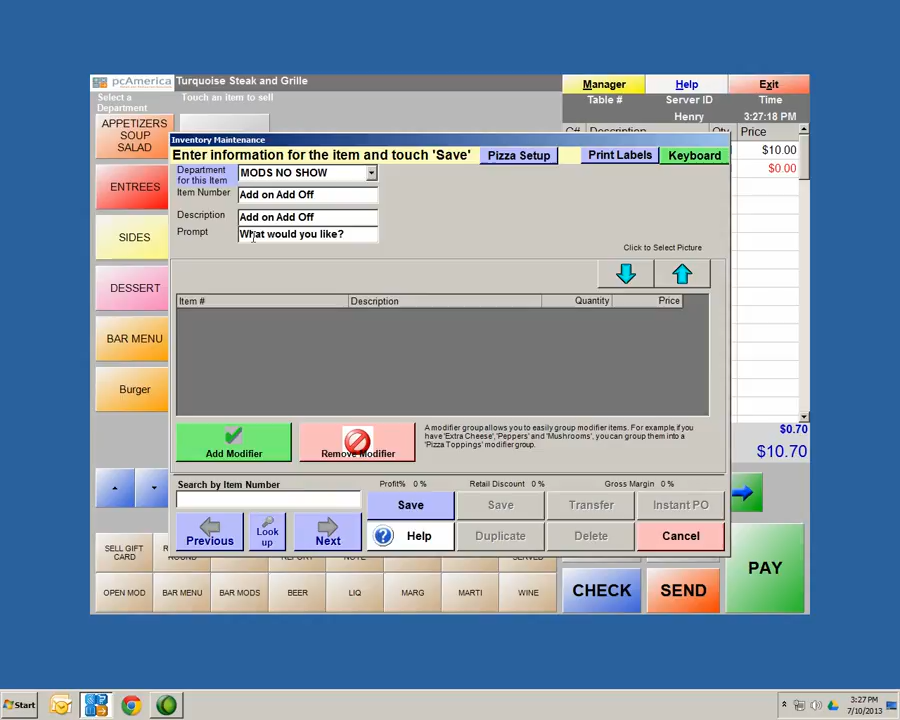 pcAmerica
Turquoise Steak and Grille
Manager
Help
Exit
Select a
Department
Touch an item to sell
Table #
Server ID
Time
Henry
3:27:18 PM
Description
Price
APPETIZERS
SOUP
SALAD
ENTREES
SIDES
DESSERT
BAR MENU
Burger
$10.00
$0.00
$0.70
$10.70
Inventory Maintenance
Enter information for the item and touch 'Save'
Pizza Setup
Print Labels
Keyboard
Department
for this Item
MODS NO SHOW
Item Number
Add on Add Off
Description
Add on Add Off
Prompt
What would you like?
Click to Select Picture
Item #
Description
Quantity
Price
Add Modifier
Remove Modifier
A modifier group allows you to easily group modifier items. For example, if you
have 'Extra Cheese', 'Peppers' and 'Mushrooms', you can group them into a
'Pizza Toppings' modifier group.
Search by Item Number
Profit% 0 %
Retail Discount 0 %
Gross Margin 0 %
Save
Save
Transfer
Instant PO
Previous
Look
up
Next
Help
Duplicate
Delete
Cancel
SELL GIFT
CARD
OPEN MOD
BAR MENU
BAR MODS
BEER
LIQ
MARG
MARTI
WINE
CHECK
SEND
PAY
Start
3:27 PM
7/10/2013